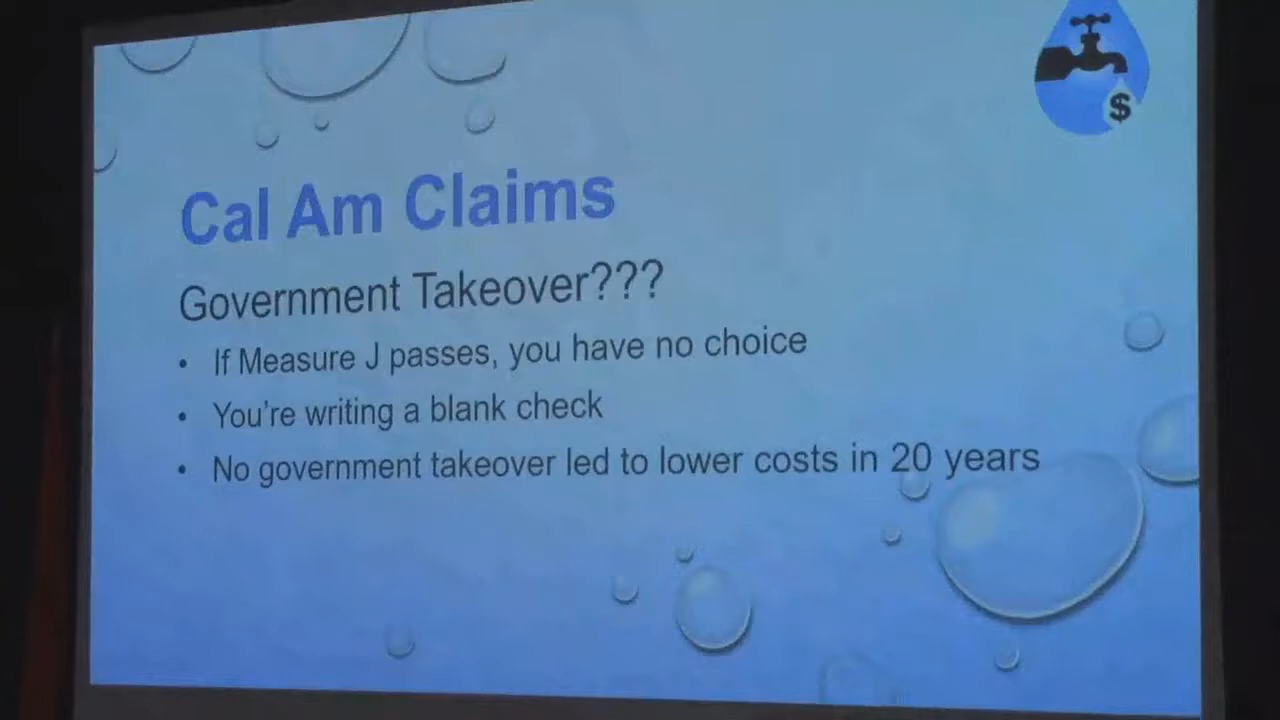 $
Cal Am Claims
Government Takeover???
• If Measure J passes, you have no choice
• You're writing a blank check
• No government takeover led to lower costs in 20 years